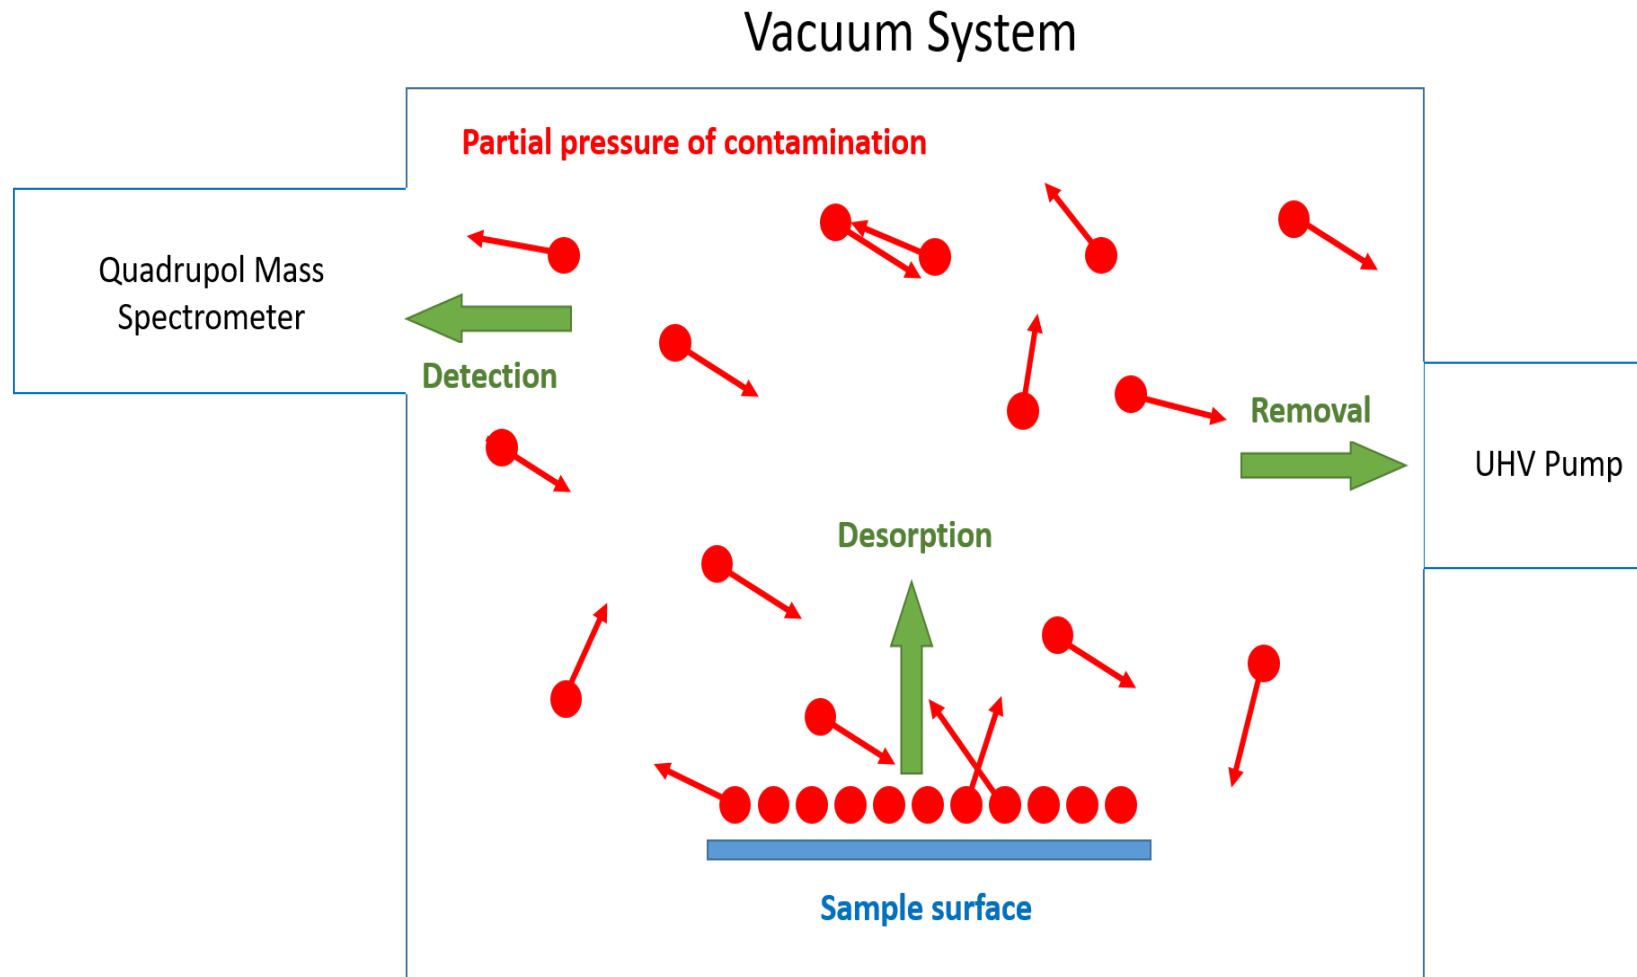 Vacuum System
Partial pressure of contamination
Quadrupol Mass
Spectrometer
Detection
Removal
UHV Pump
Desorption
Sample surface